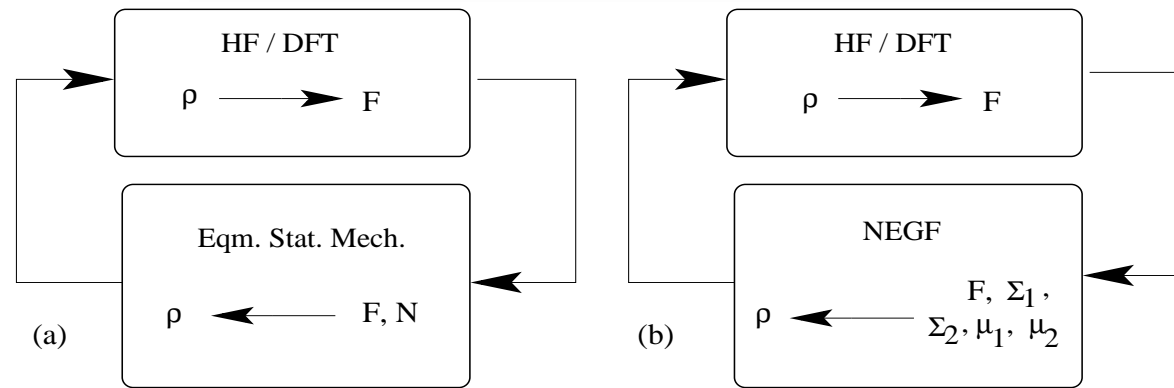 HF / DFT
ρ F
Eqm. Stat. Mech.
ρ F, N
(a)
HF / DFT
ρ F
NEGF
F, Σ1 ,
ρ Σ2, μ1, μ2
(b)